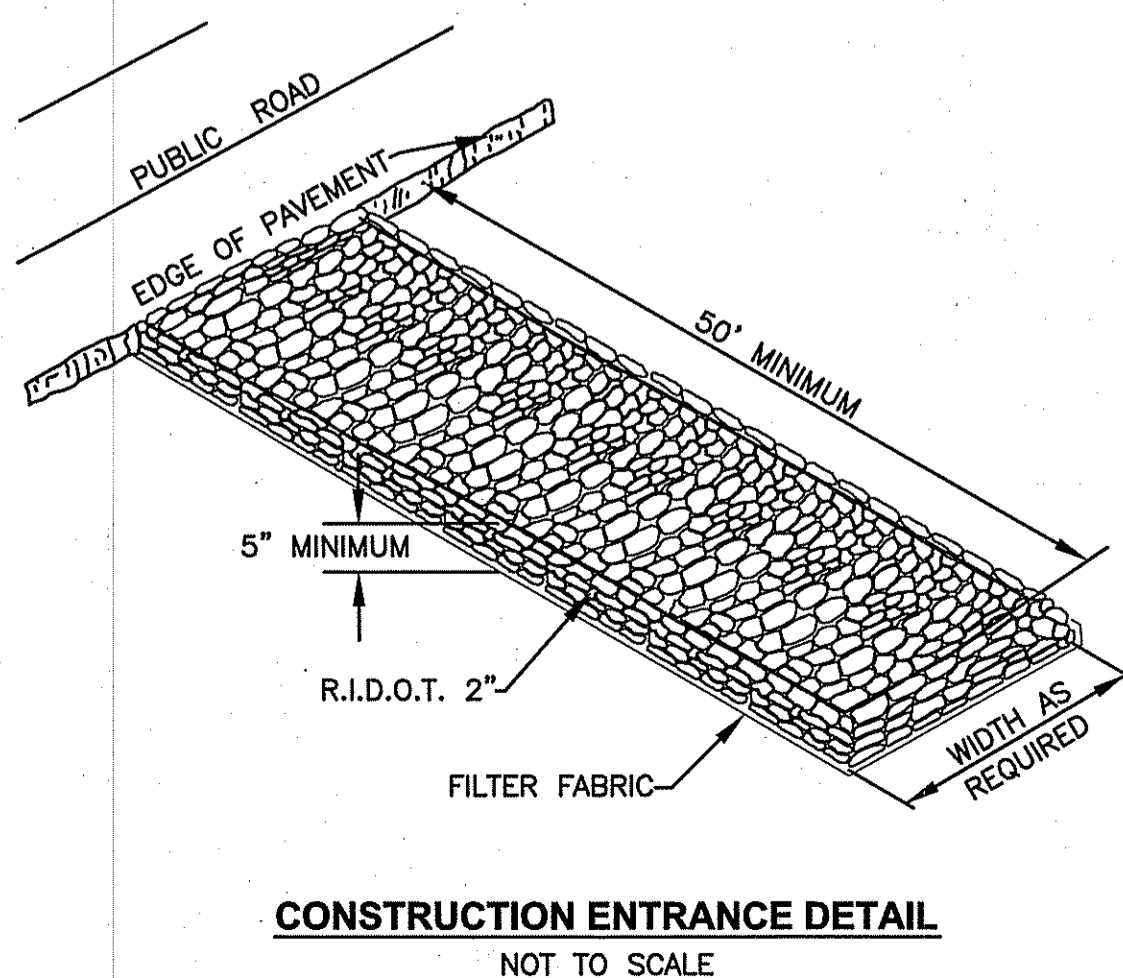 PUBLIC ROAD
EDGE OF PAVEMENT
50' MINIMUM
5" MINIMUM
R.I.D.O.T. 2"
FILTER FABRIC
WIDTH AS
REQUIRED
CONSTRUCTION ENTRANCE DETAIL
NOT TO SCALE